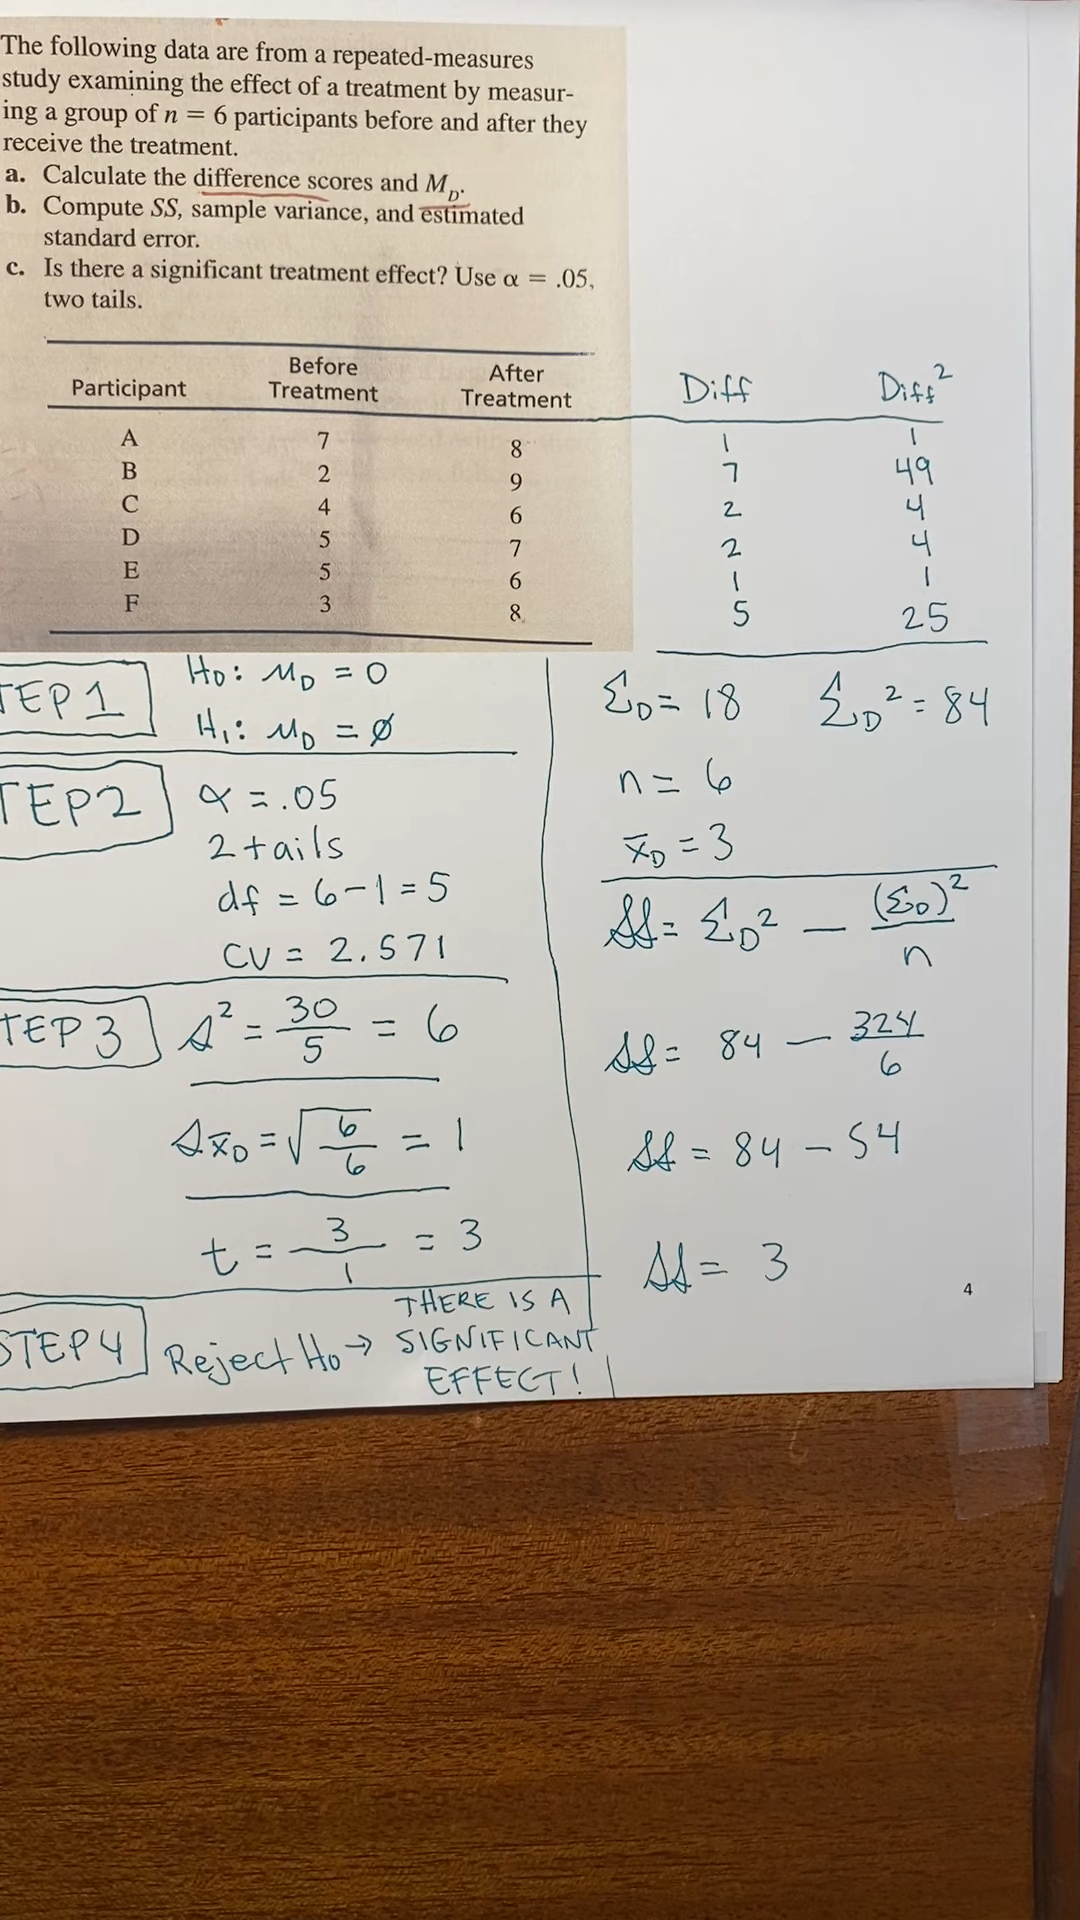 The following data are from a repeated-measures
study examining the effect of a treatment by measur-
ing a group of n = 6 participants before and after they
receive the treatment.
a. Calculate the difference scores and M_D.
b. Compute SS, sample variance, and estimated
standard error.
c. Is there a significant treatment effect? Use α = .05,
two tails.
Participant Before Treatment After Treatment Diff Diff²
A 7 8 1 1
B 2 9 7 49
C 4 6 2 4
D 5 7 2 4
E 5 6 1 1
F 3 8 5 25
TEP 1
H₀: μ_D = 0
H₁: μ_D = ∅
TEP 2
α = .05
2 tails
df = 6-1 = 5
CV = 2.571
TEP 3
s² = 30/5 = 6
s x̄_D = √6/6 = 1
t = 3/1 = 3
STEP 4
Reject H₀ → THERE IS A
SIGNIFICANT
EFFECT!
Σ_D = 18 Σ_D² = 84
n = 6
x̄_D = 3
SS = Σ_D² - (Σ_D)²/n
SS = 84 - 324/6
SS = 84 - 54
SS = 3
4